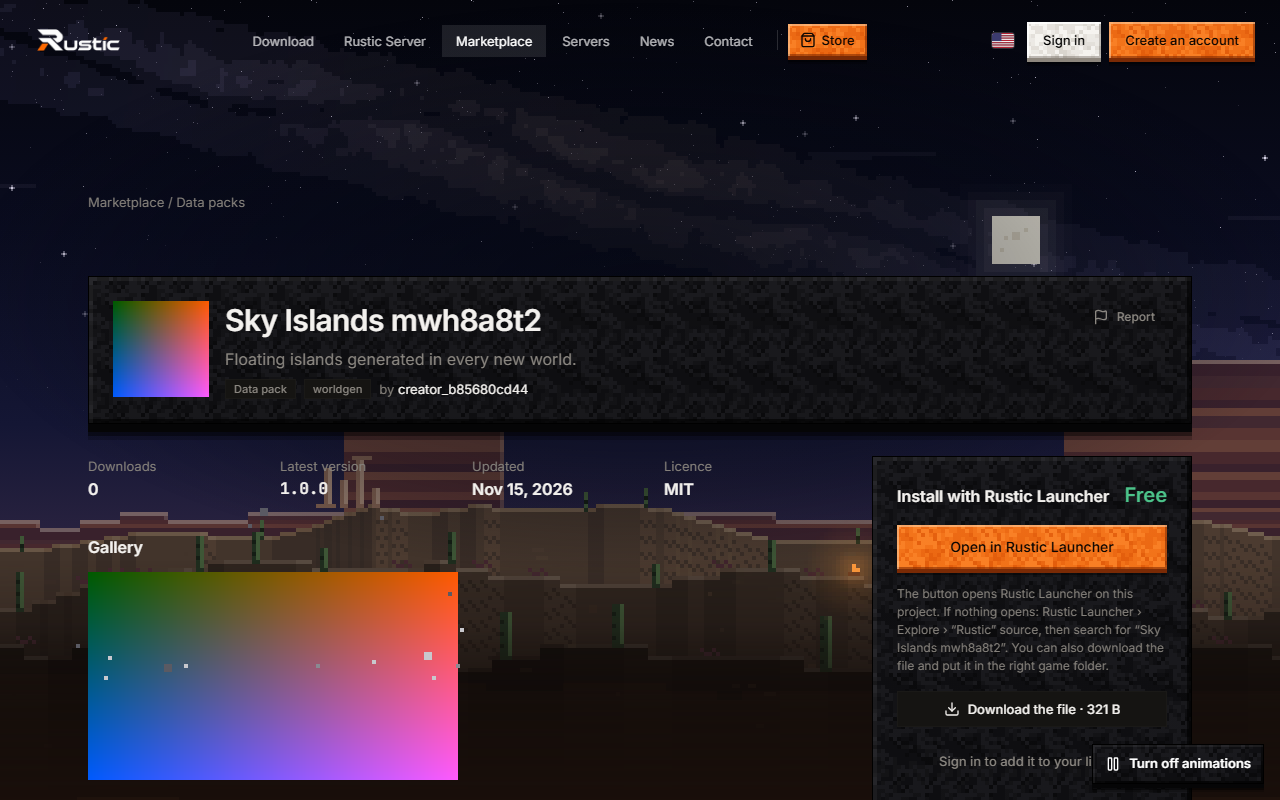 Rustic
Download
Rustic Server
Marketplace
Servers
News
Contact
Store
Sign in
Create an account
Marketplace / Data packs
Sky Islands mwh8a8t2
Report
Floating islands generated in every new world.
Data pack
worldgen
by creator_b85680cd44
Downloads
Latest version
Updated
Licence
0
1.0.0
Nov 15, 2026
MIT
Gallery
Install with Rustic Launcher
Free
Open in Rustic Launcher
The button opens Rustic Launcher on this
project. If nothing opens: Rustic Launcher ›
Explore › “Rustic” source, then search for “Sky
Islands mwh8a8t2”. You can also download the
file and put it in the right game folder.
Download the file · 321 B
Sign in to add it to your li
Turn off animations